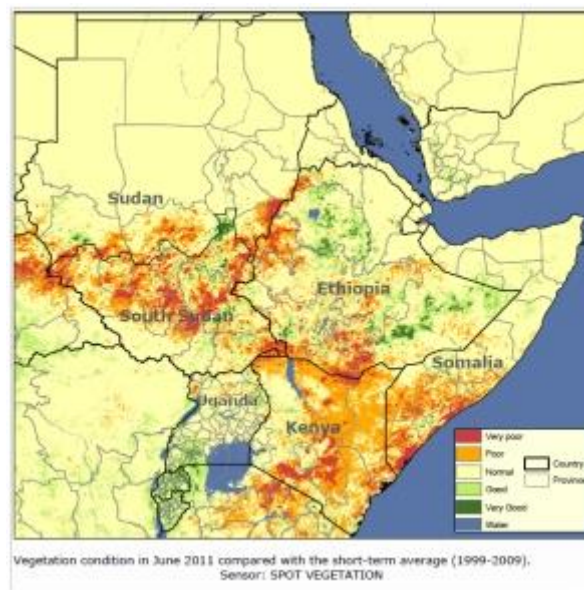 Sudan
Ethiopia
South Sudan
Somalia
Uganda
Kenya
Very poor
Poor
Normal
Good
Very Good
Water
Country
Province
Vegetation condition in June 2011 compared with the short-term average (1999-2009).
Sensor: SPOT VEGETATION